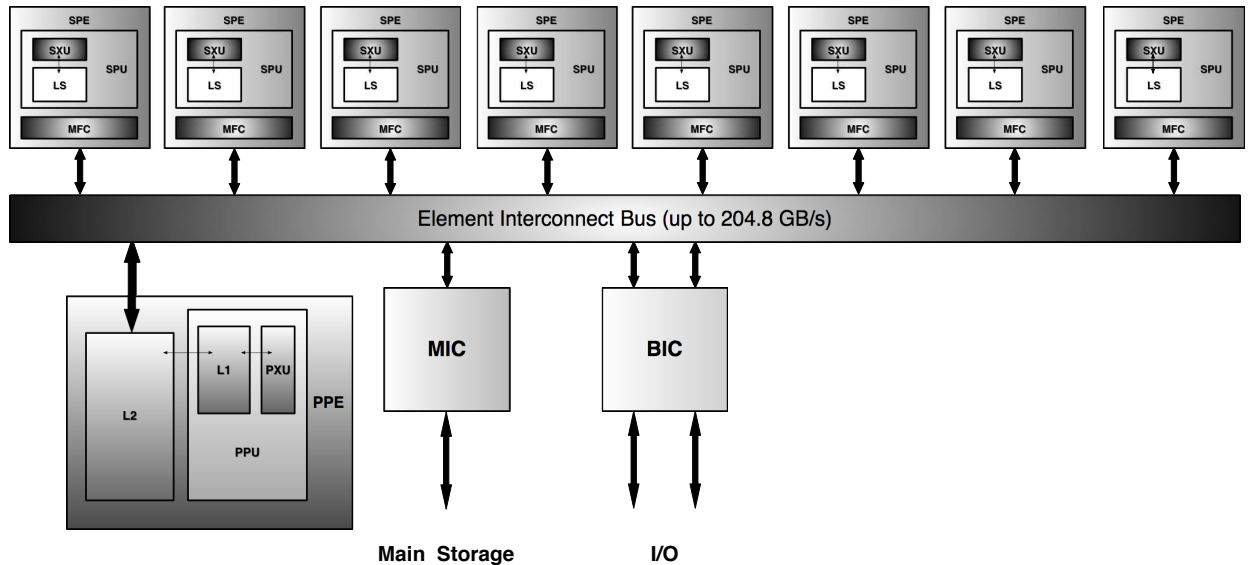 SPE SPE SPE SPE SPE SPE SPE SPE
SXU SXU SXU SXU SXU SXU SXU SXU
SPU SPU SPU SPU SPU SPU SPU SPU
LS LS LS LS LS LS LS LS
MFC MFC MFC MFC MFC MFC MFC MFC
Element Interconnect Bus (up to 204.8 GB/s)
MIC BIC
L1 PXU
PPE
L2
PPU
Main Storage I/O